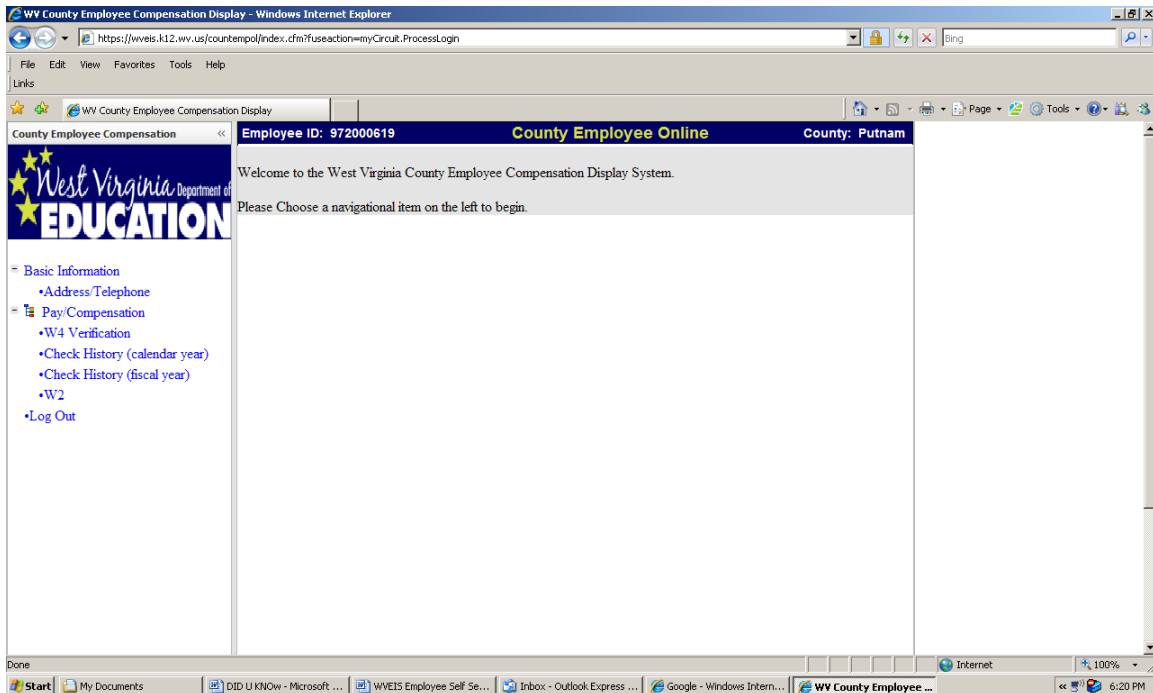 WV County Employee Compensation Display - Windows Internet Explorer
https://wveis.k12.wv.us/countempol/index.cfm?fuseaction=myCircuit.ProcessLogin
Bing
File Edit View Favorites Tools Help
Links
WV County Employee Compensation Display
Page Tools
County Employee Compensation «
Employee ID: 972000619 County Employee Online County: Putnam
West Virginia Department of
EDUCATION
Welcome to the West Virginia County Employee Compensation Display System.
Please Choose a navigational item on the left to begin.
Basic Information
•Address/Telephone
Pay/Compensation
•W4 Verification
•Check History (calendar year)
•Check History (fiscal year)
•W2
•Log Out
Done Internet 100%
Start My Documents DID U KNOw - Microsoft ... WVEIS Employee Self Se... Inbox - Outlook Express ... Google - Windows Intern... WV County Employee ... « 6:20 PM